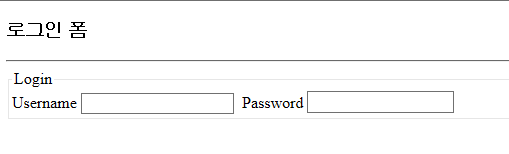 로그인 폼
Login
Username Password